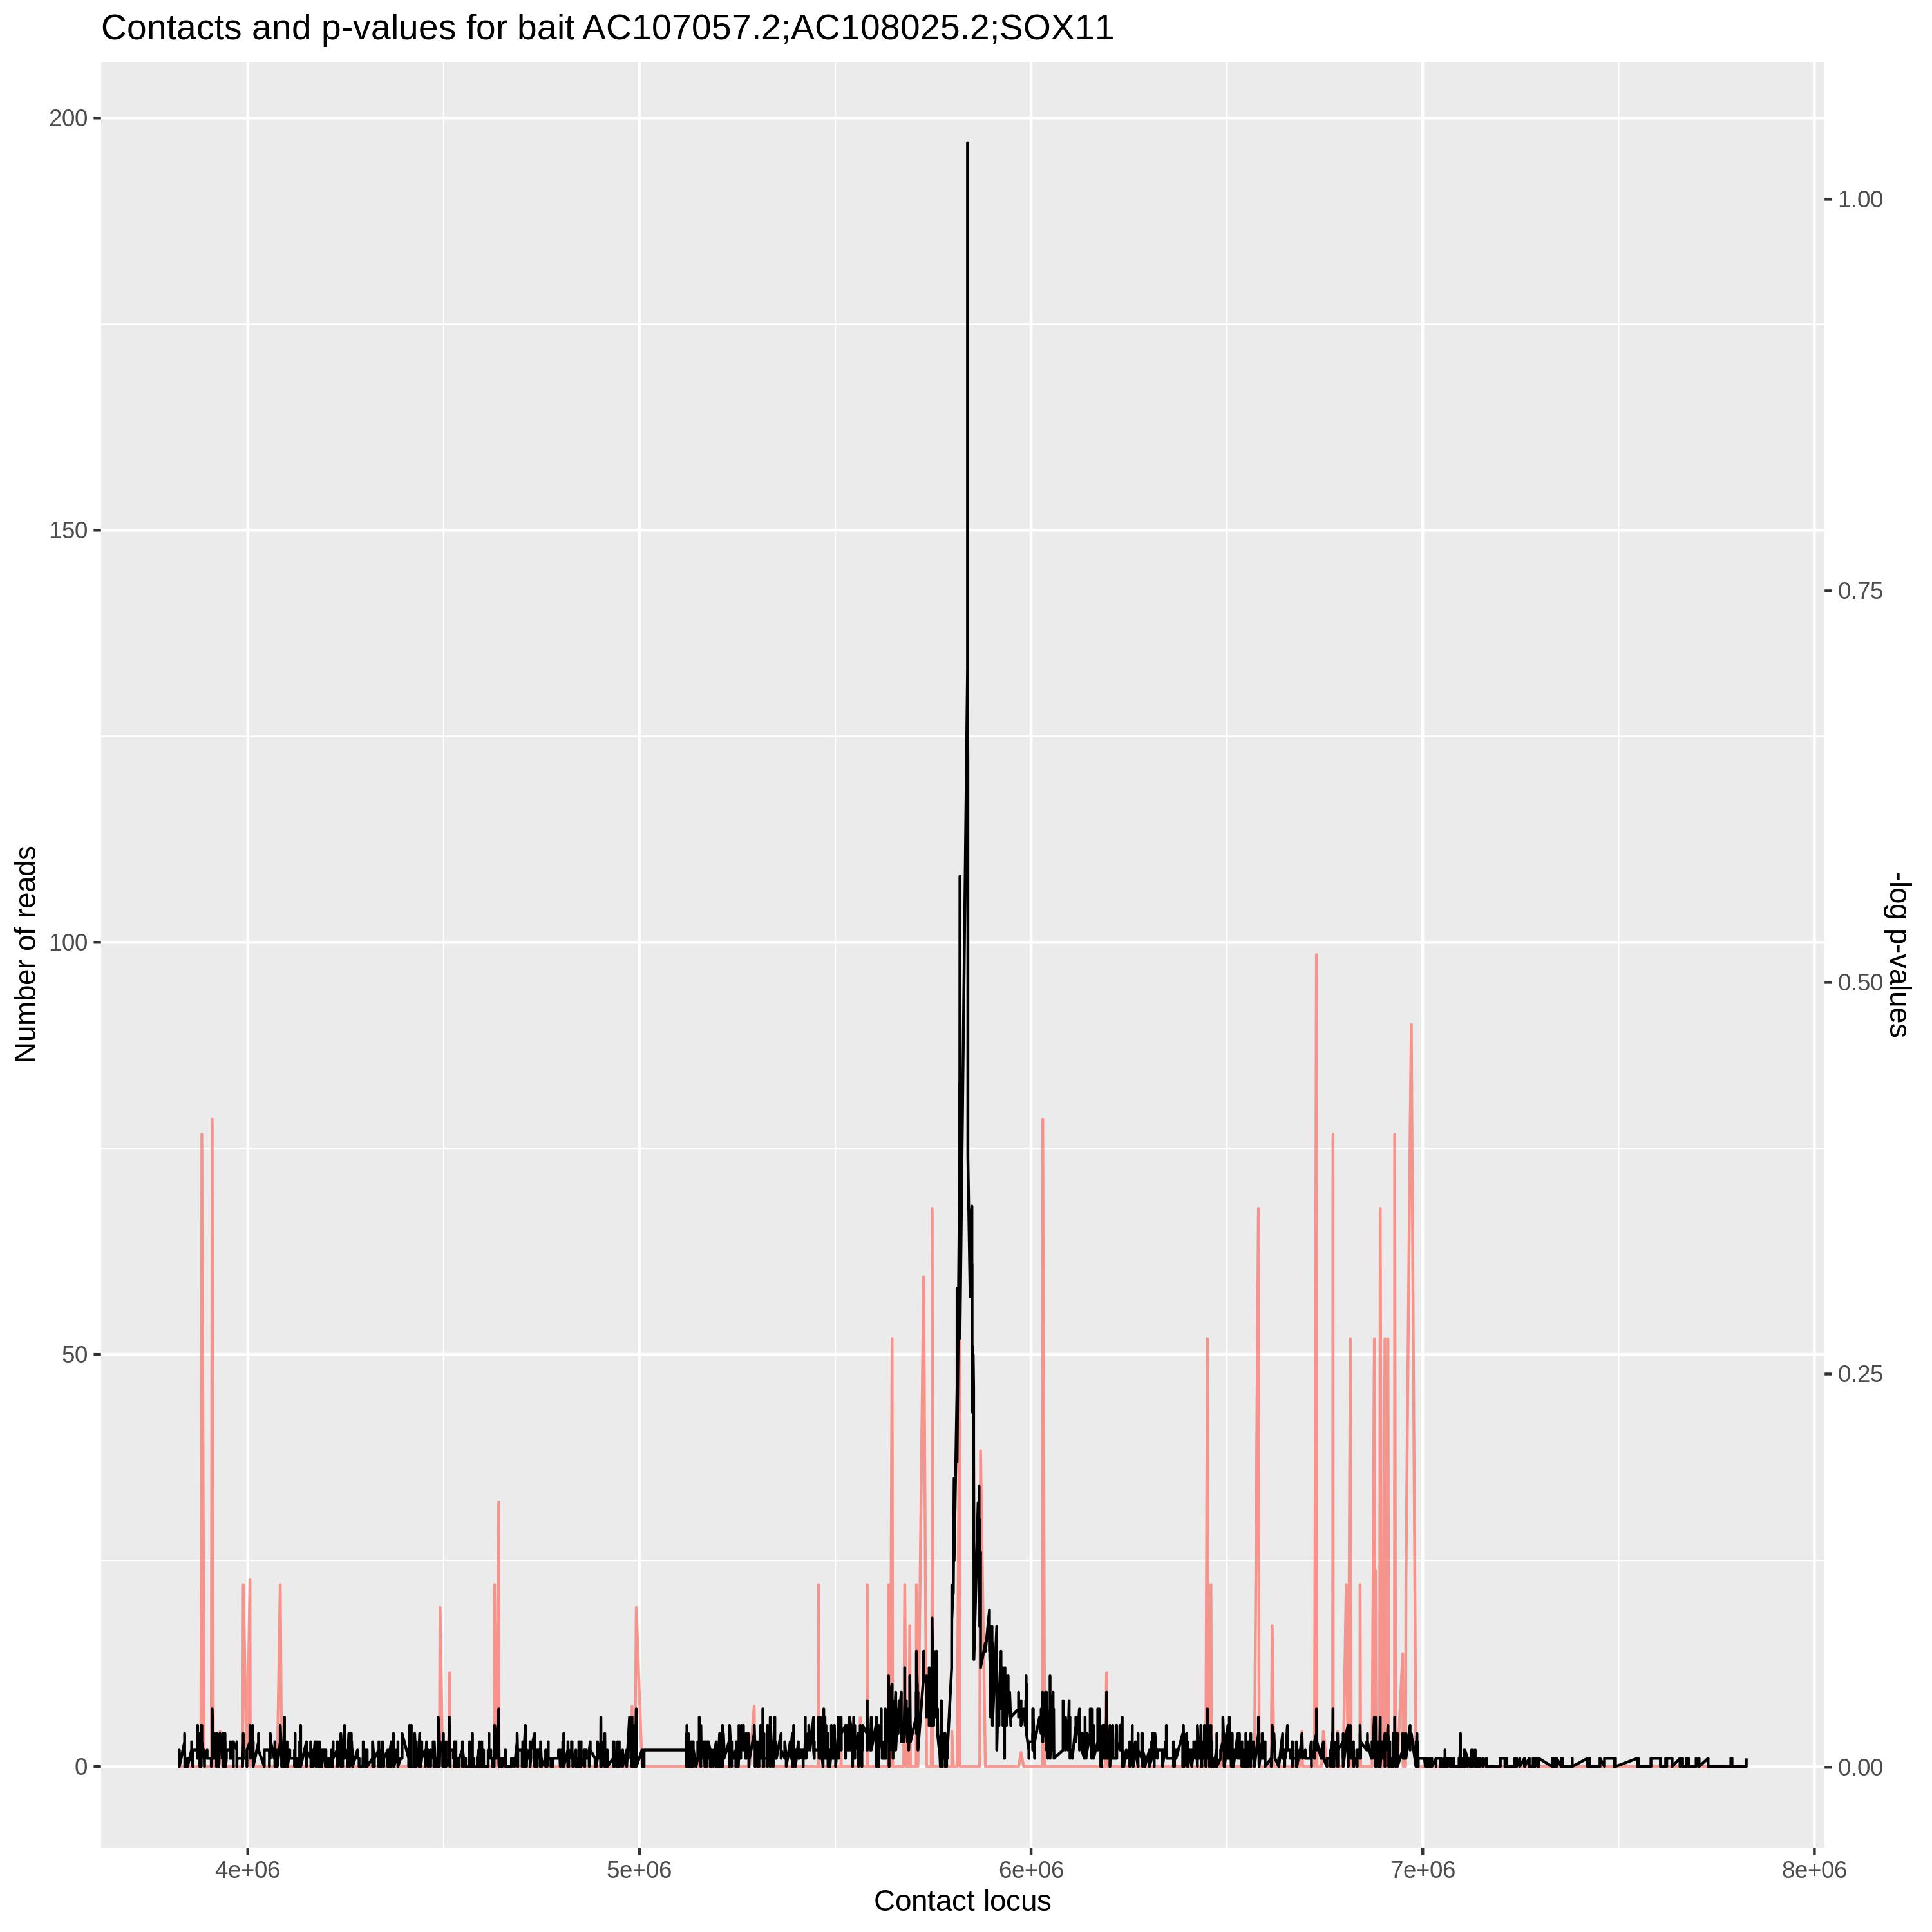 Contacts and p-values for bait AC107057.2;AC108025.2;SOX11
200
150
100
50
0
Number of reads
1.00
0.75
0.50
0.25
0.00
-log p-values
4e+06
5e+06
6e+06
7e+06
8e+06
Contact locus